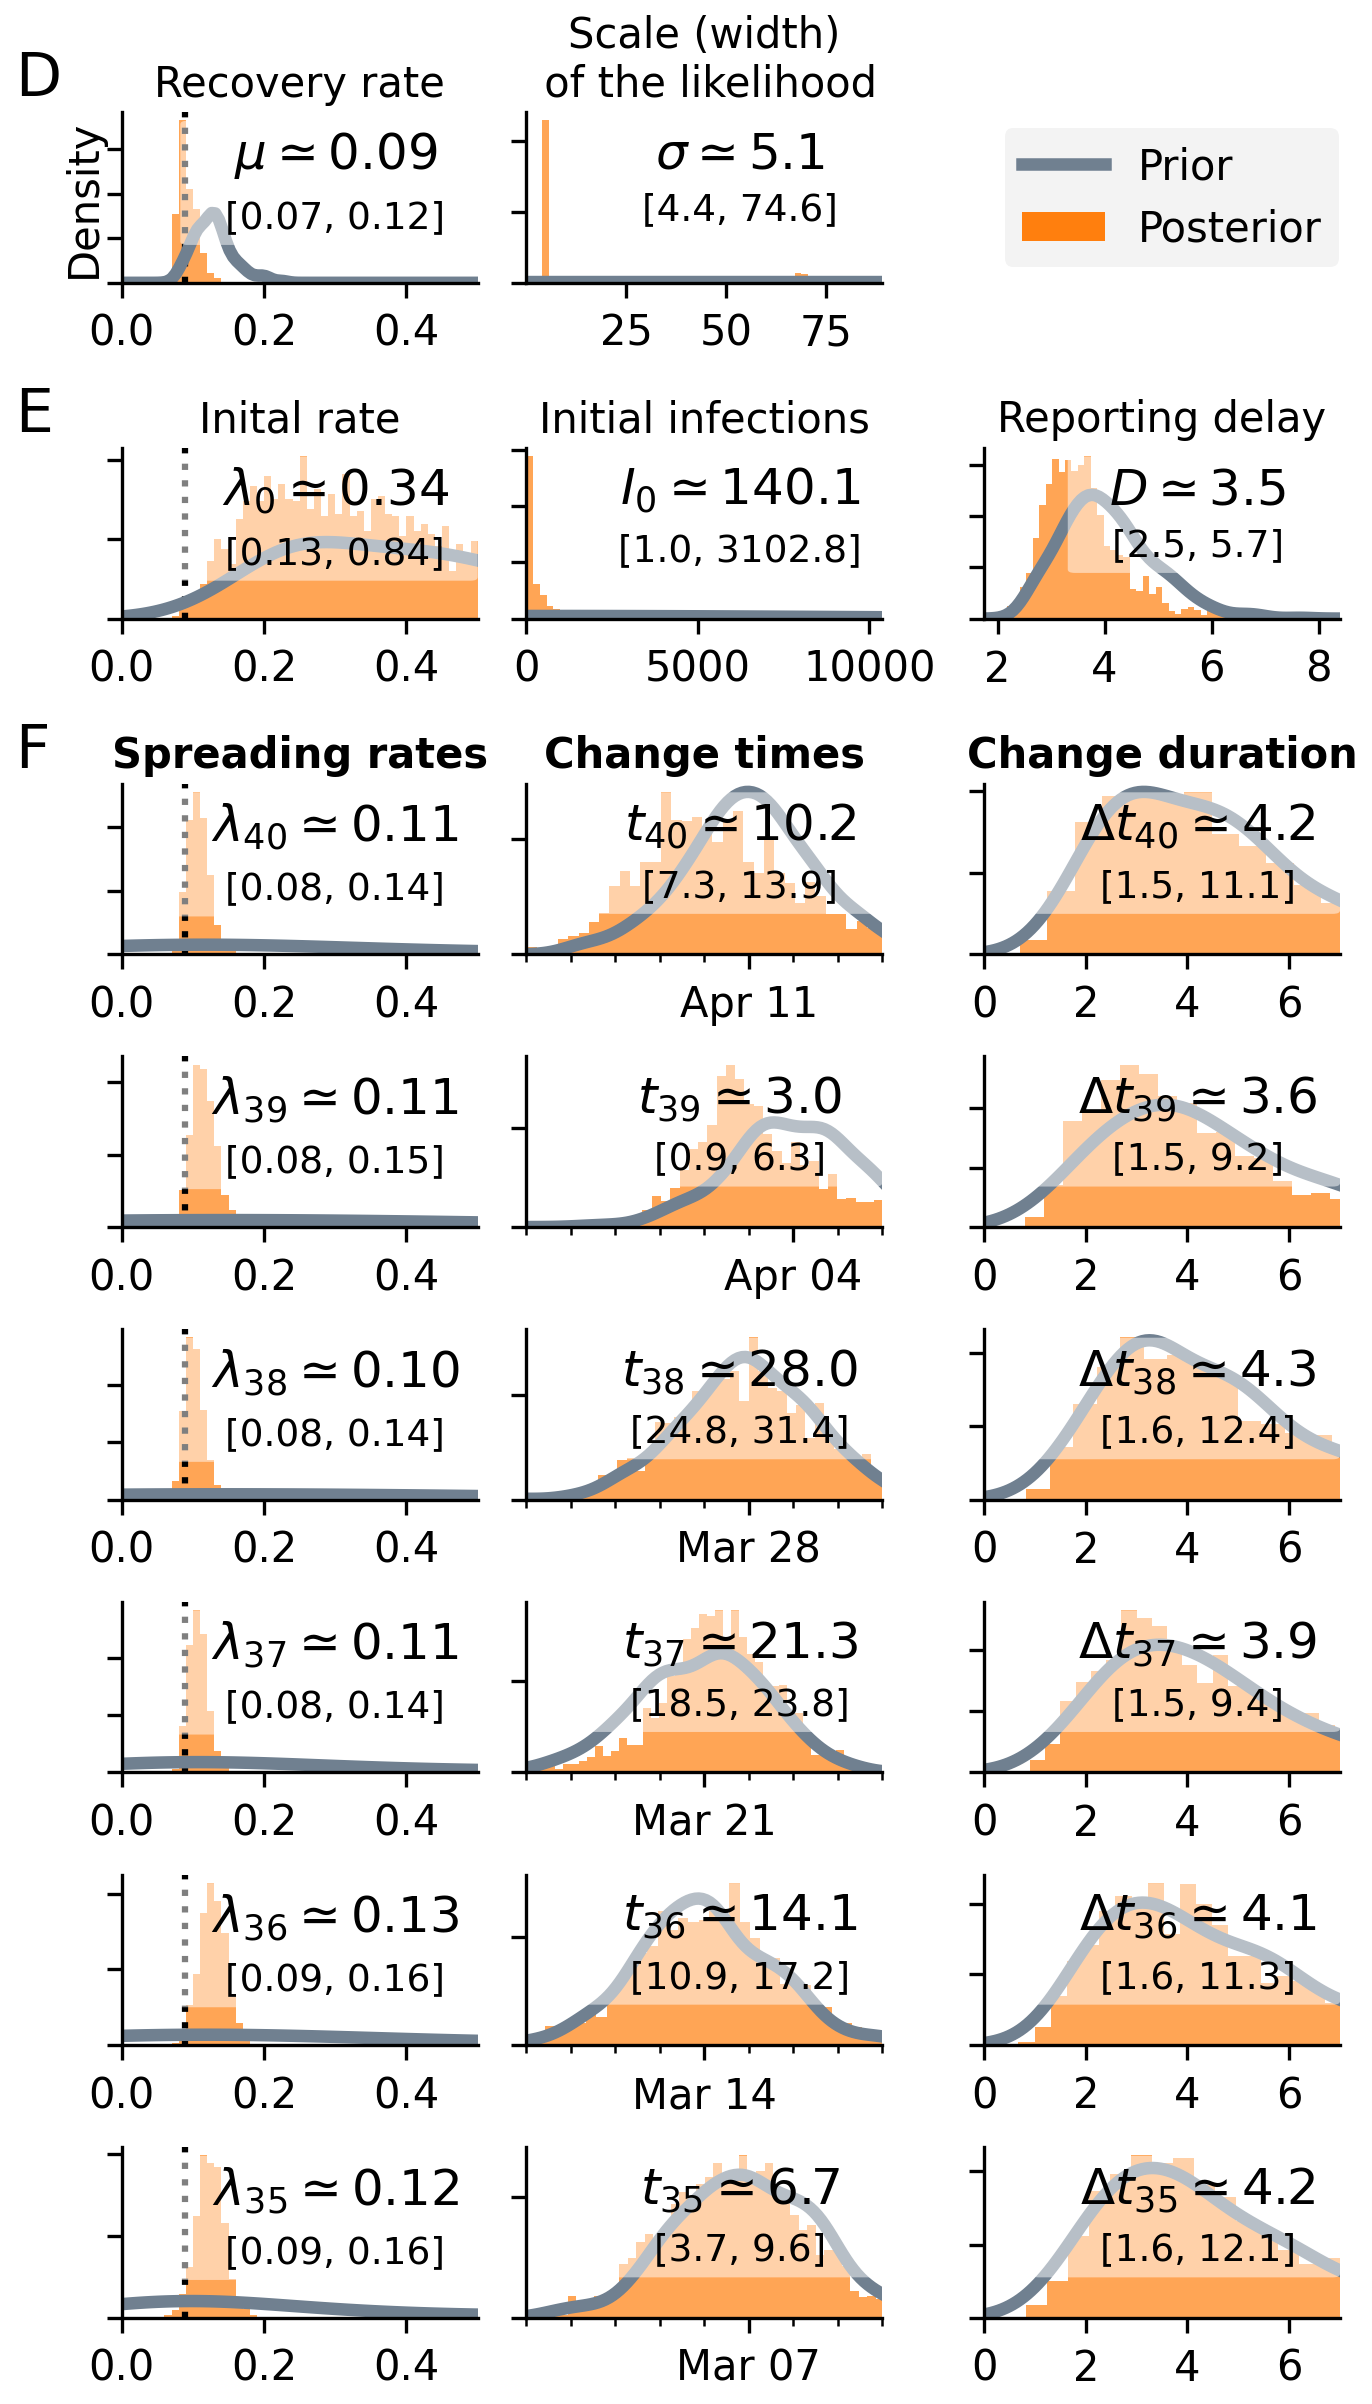 D
Recovery rate
Scale (width)
of the likelihood
Density
μ ≃ 0.09
[0.07, 0.12]
σ ≃ 5.1
[4.4, 74.6]
Prior
Posterior
0.0 0.2 0.4
25 50 75
E
Inital rate
Initial infections
Reporting delay
λ₀ ≃ 0.34
[0.13, 0.84]
I₀ ≃ 140.1
[1.0, 3102.8]
D ≃ 3.5
[2.5, 5.7]
0.0 0.2 0.4
0 5000 10000
2 4 6 8
F
Spreading rates
Change times
Change duration
λ₄₀ ≃ 0.11
[0.08, 0.14]
t₄₀ ≃ 10.2
[7.3, 13.9]
Δt₄₀ ≃ 4.2
[1.5, 11.1]
0.0 0.2 0.4
Apr 11
0 2 4 6
λ₃₉ ≃ 0.11
[0.08, 0.15]
t₃₉ ≃ 3.0
[0.9, 6.3]
Δt₃₉ ≃ 3.6
[1.5, 9.2]
0.0 0.2 0.4
Apr 04
0 2 4 6
λ₃₈ ≃ 0.10
[0.08, 0.14]
t₃₈ ≃ 28.0
[24.8, 31.4]
Δt₃₈ ≃ 4.3
[1.6, 12.4]
0.0 0.2 0.4
Mar 28
0 2 4 6
λ₃₇ ≃ 0.11
[0.08, 0.14]
t₃₇ ≃ 21.3
[18.5, 23.8]
Δt₃₇ ≃ 3.9
[1.5, 9.4]
0.0 0.2 0.4
Mar 21
0 2 4 6
λ₃₆ ≃ 0.13
[0.09, 0.16]
t₃₆ ≃ 14.1
[10.9, 17.2]
Δt₃₆ ≃ 4.1
[1.6, 11.3]
0.0 0.2 0.4
Mar 14
0 2 4 6
λ₃₅ ≃ 0.12
[0.09, 0.16]
t₃₅ ≃ 6.7
[3.7, 9.6]
Δt₃₅ ≃ 4.2
[1.6, 12.1]
0.0 0.2 0.4
Mar 07
0 2 4 6